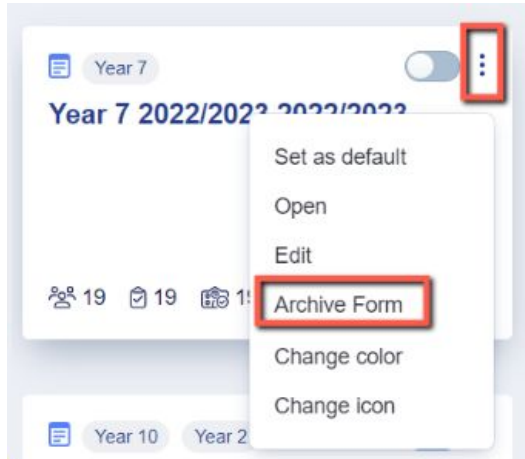 Year 7
Year 7 2022/2023 2022/2023
Set as default
Open
Edit
19 19
Archive Form
Change color
Change icon
Year 10 Year 2